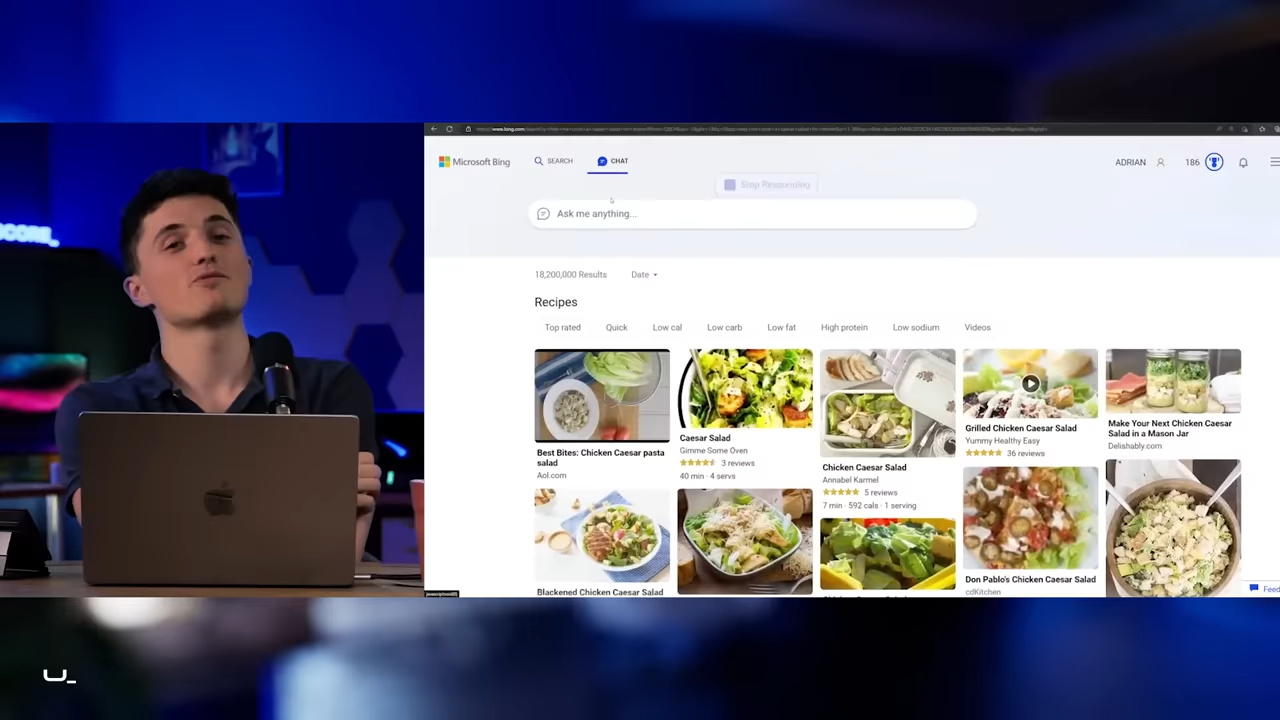 Microsoft Bing
SEARCH
CHAT
ADRIAN
186
Stop Responding
Ask me anything...
18,200,000 Results
Date
Recipes
Top rated
Quick
Low cal
Low carb
Low fat
High protein
Low sodium
Videos
Best Bites: Chicken Caesar pasta
salad
Aol.com
Caesar Salad
Gimme Some Oven
3 reviews
40 min · 4 servs
Chicken Caesar Salad
Annabel Karmel
5 reviews
7 min · 592 cals · 1 serving
Grilled Chicken Caesar Salad
Yummy Healthy Easy
36 reviews
Make Your Next Chicken Caesar
Salad in a Mason Jar
Delishably.com
Blackened Chicken Caesar Salad
Don Pablo's Chicken Caesar Salad
cdKitchen
Feed
SCORE_